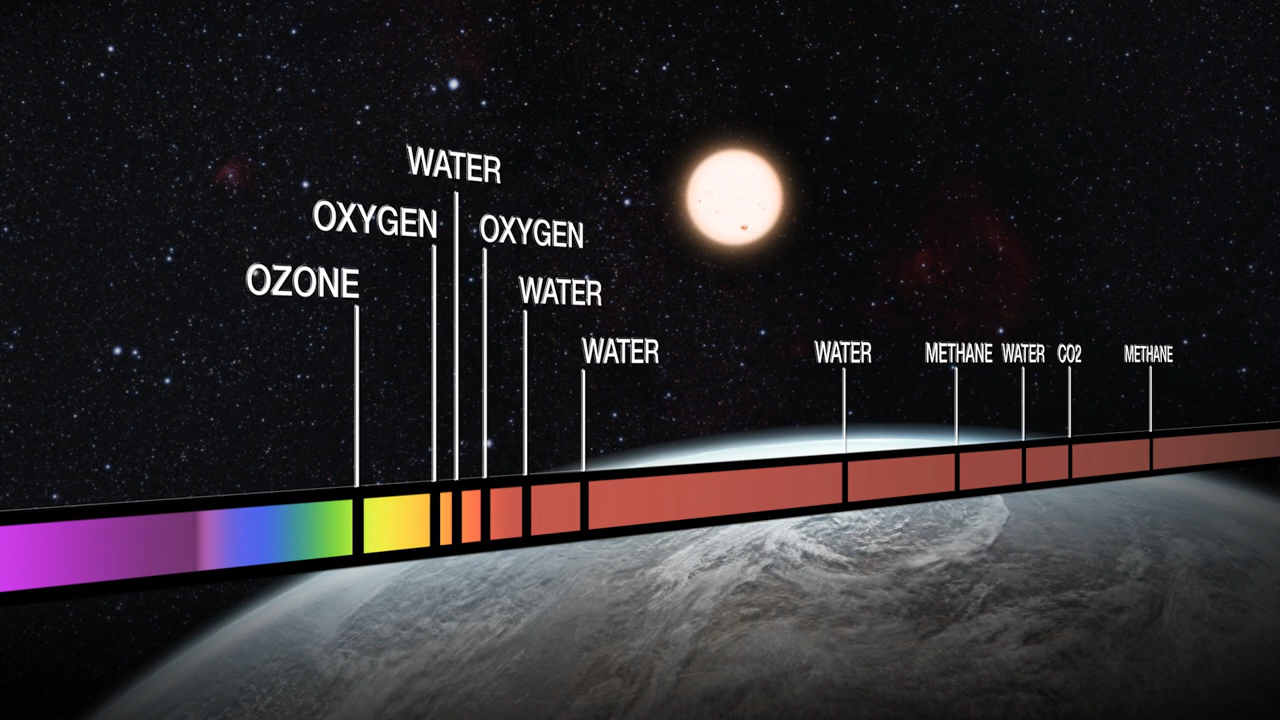 WATER
OXYGEN
OXYGEN
OZONE
WATER
WATER
WATER
METHANE
WATER
CO2
METHANE